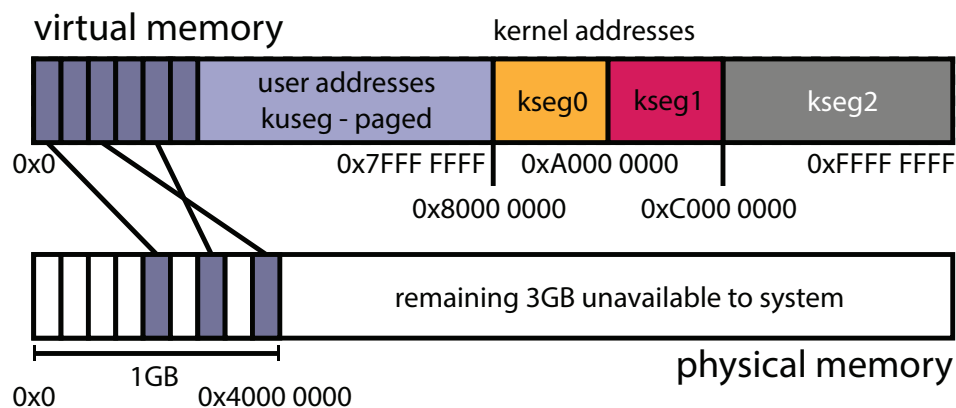 virtual memory
kernel addresses
user addresses
kuseg - paged
kseg0
kseg1
kseg2
0x0
0x7FFF FFFF
0xA000 0000
0xFFFF FFFF
0x8000 0000
0xC000 0000
remaining 3GB unavailable to system
1GB
physical memory
0x0
0x4000 0000